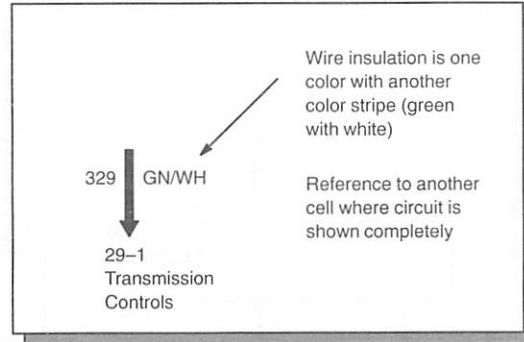 Wire insulation is one
color with another
color stripe (green
with white)
329 GN/WH
Reference to another
cell where circuit is
shown completely
29–1
Transmission
Controls